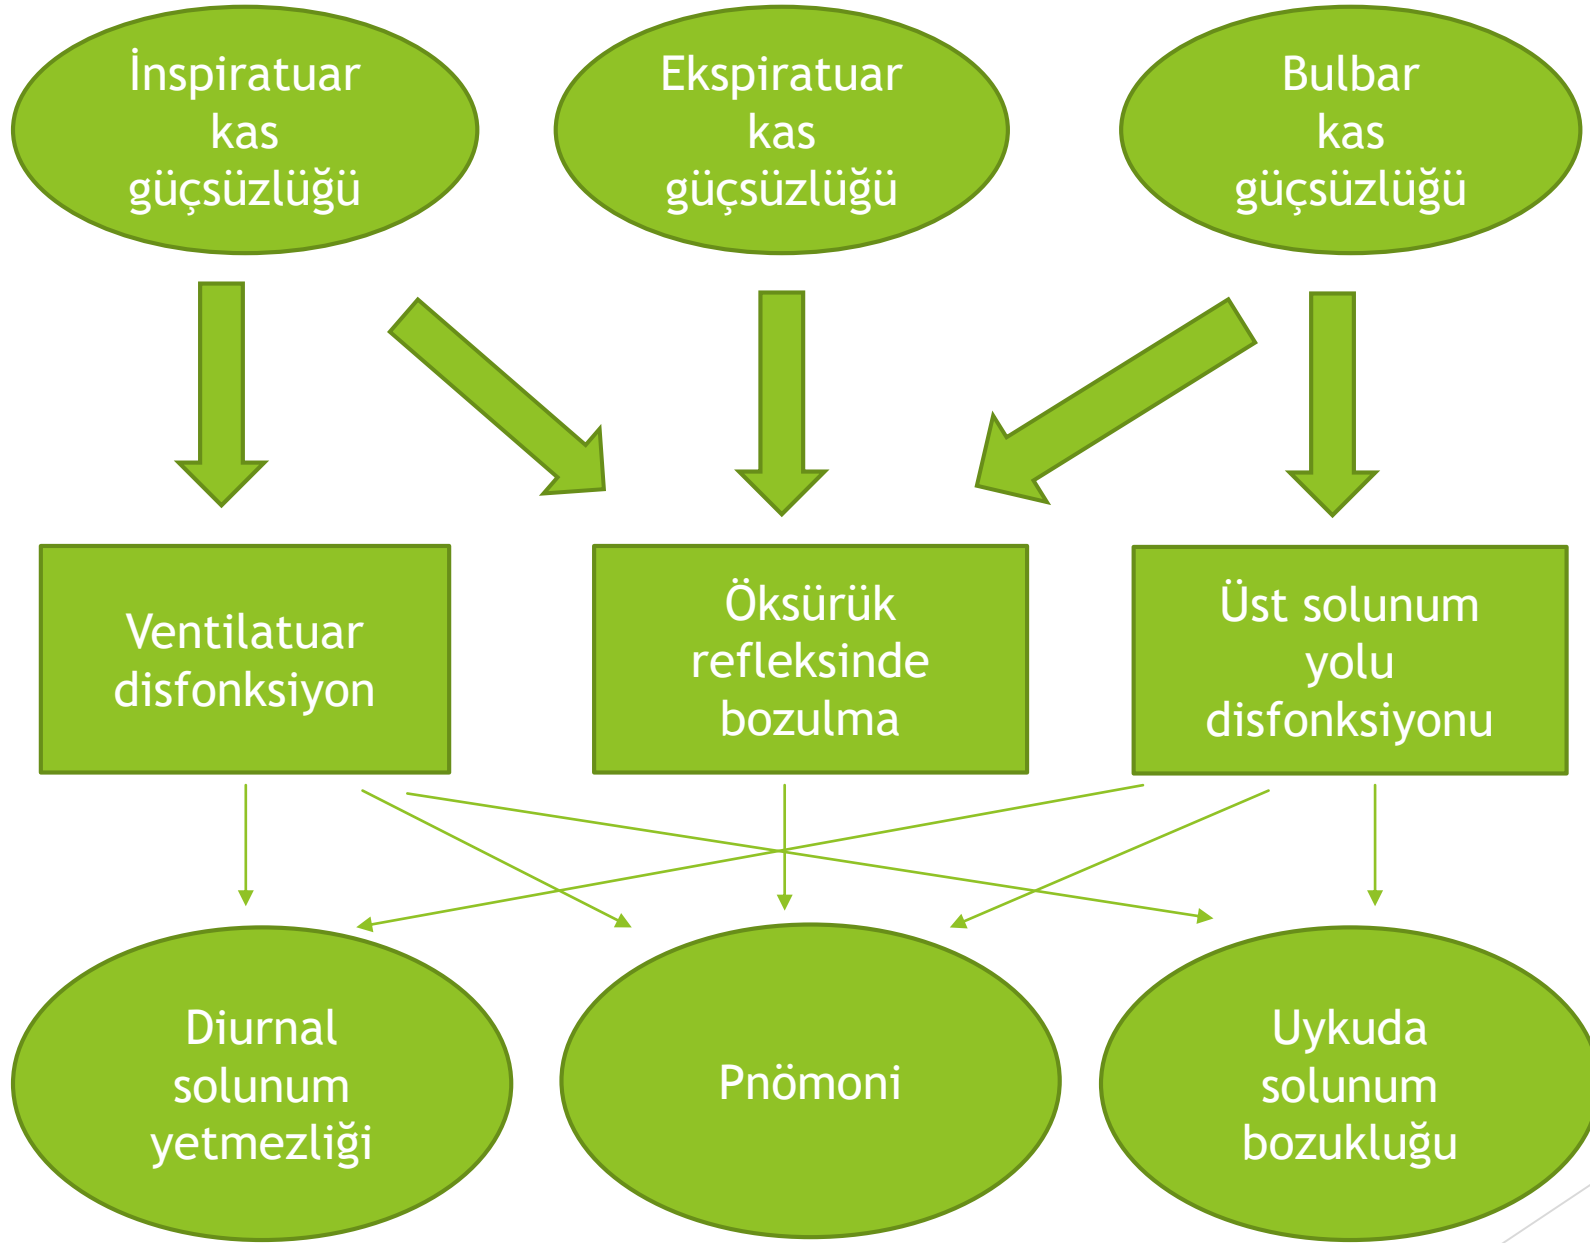 İnspiratuar
kas
güçsüzlüğü
Ekspiratuar
kas
güçsüzlüğü
Bulbar
kas
güçsüzlüğü
Ventilatuar
disfonksiyon
Öksürük
refleksinde
bozulma
Üst solunum
yolu
disfonksiyonu
Diurnal
solunum
yetmezliği
Pnömoni
Uykuda
solunum
bozukluğu